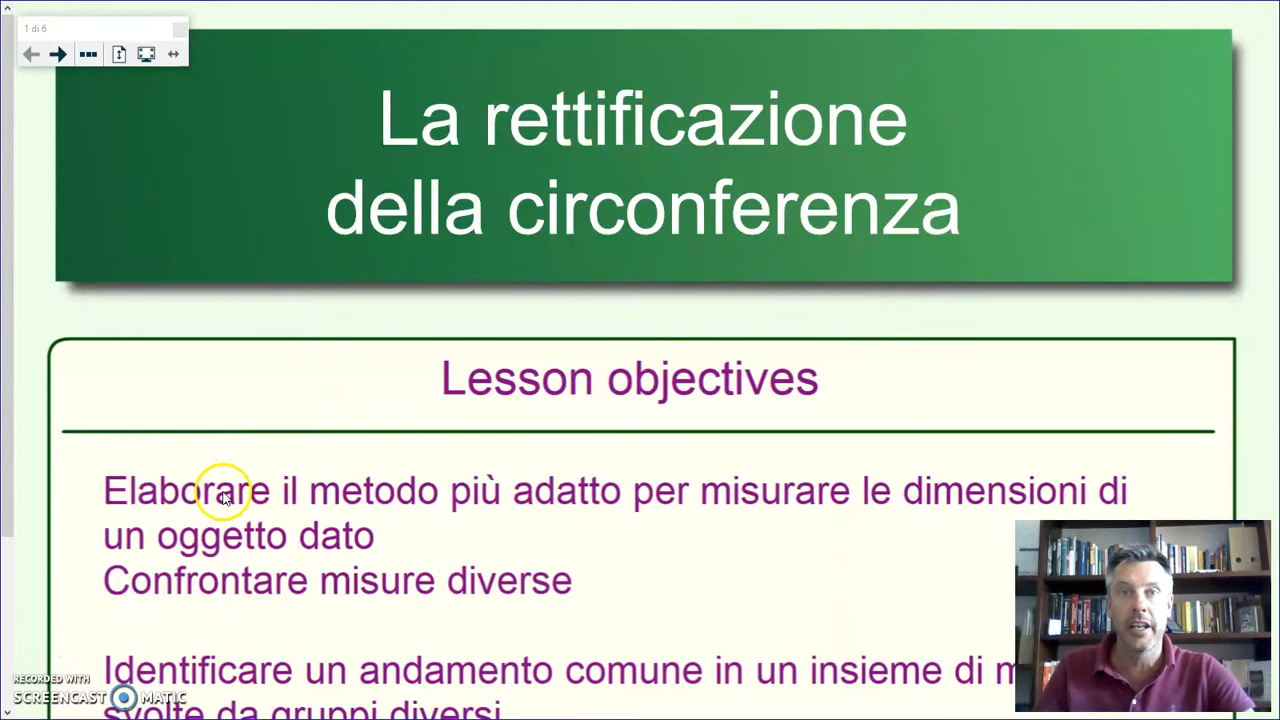 1 di 6
La rettificazione
della circonferenza
Lesson objectives
Elaborare il metodo più adatto per misurare le dimensioni di
un oggetto dato
Confrontare misure diverse
Identificare un andamento comune in un insieme di
svolte da gruppi diversi
RECORDED WITH
SCREENCAST MATIC